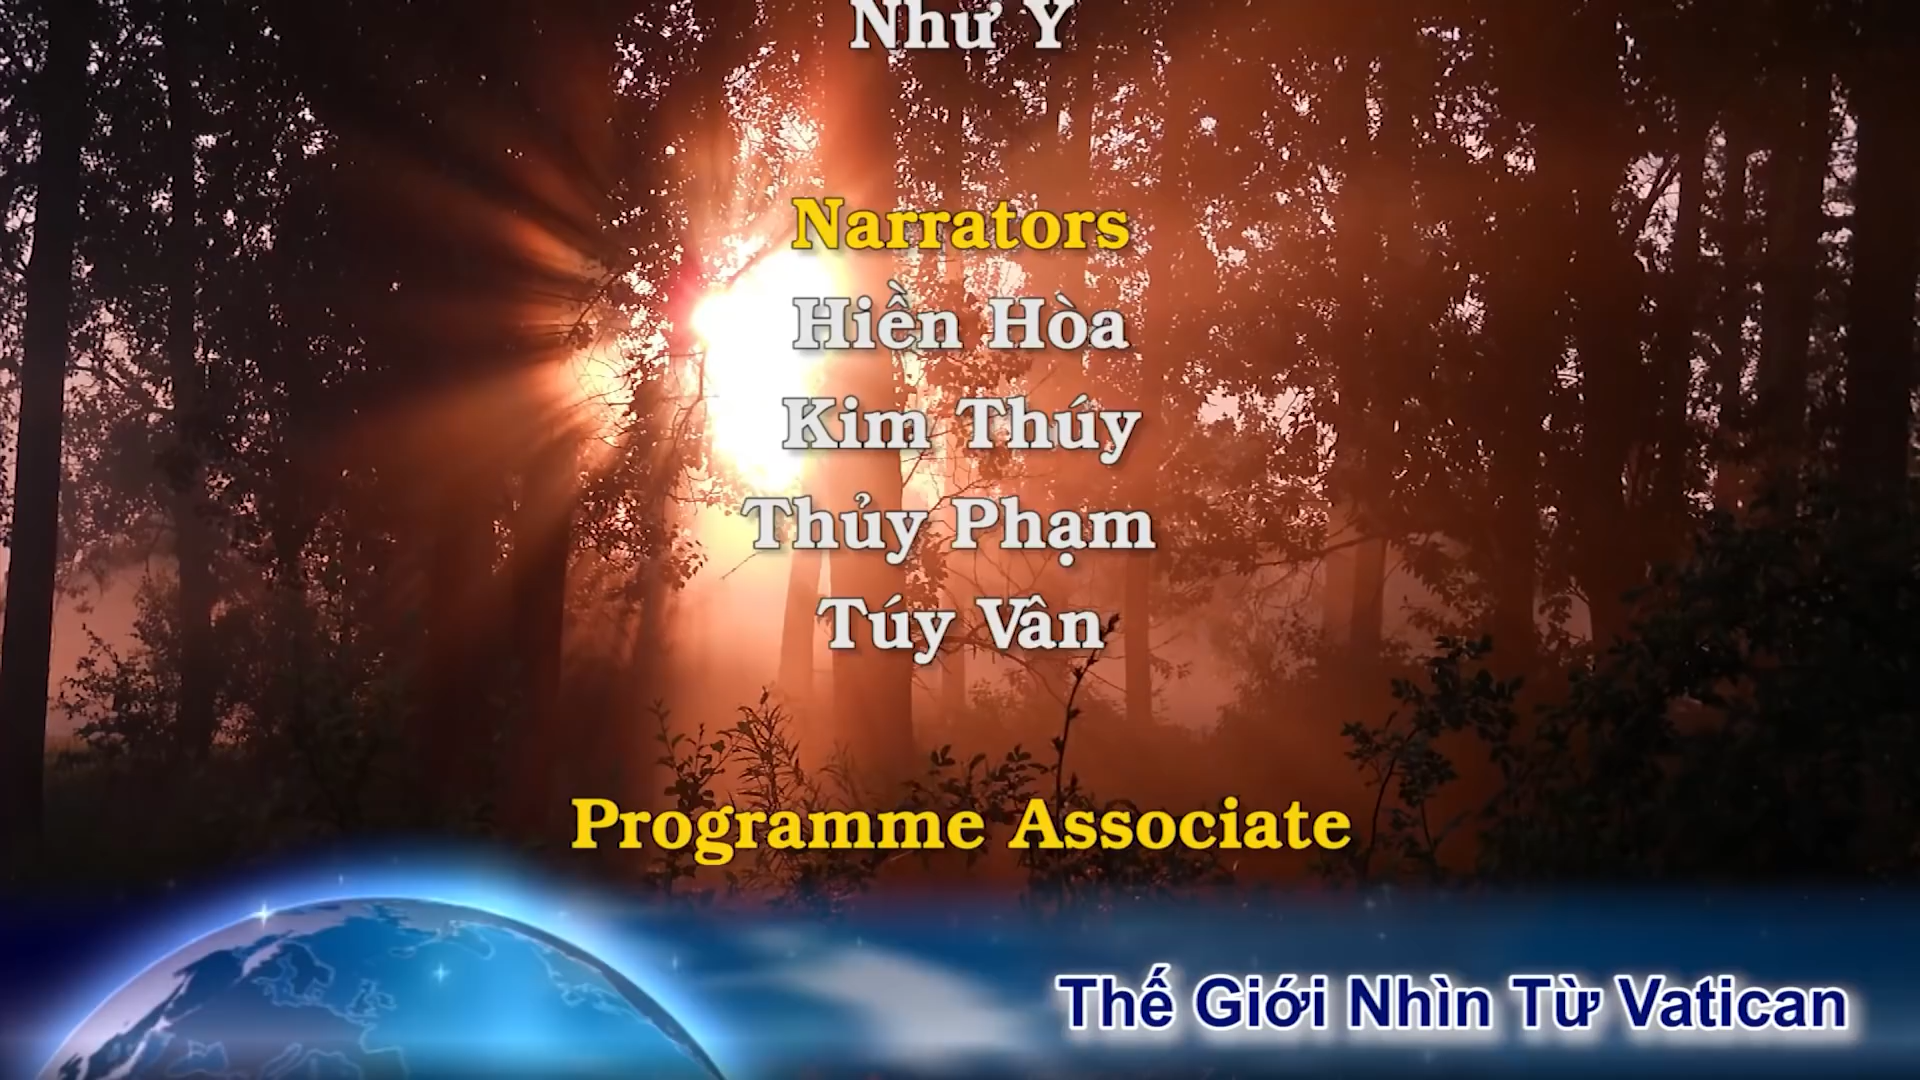 Như Ý
Narrators
Hiền Hòa
Kim Thúy
Thủy Phạm
Túy Vân
Programme Associate
Thế Giới Nhìn Từ Vatican